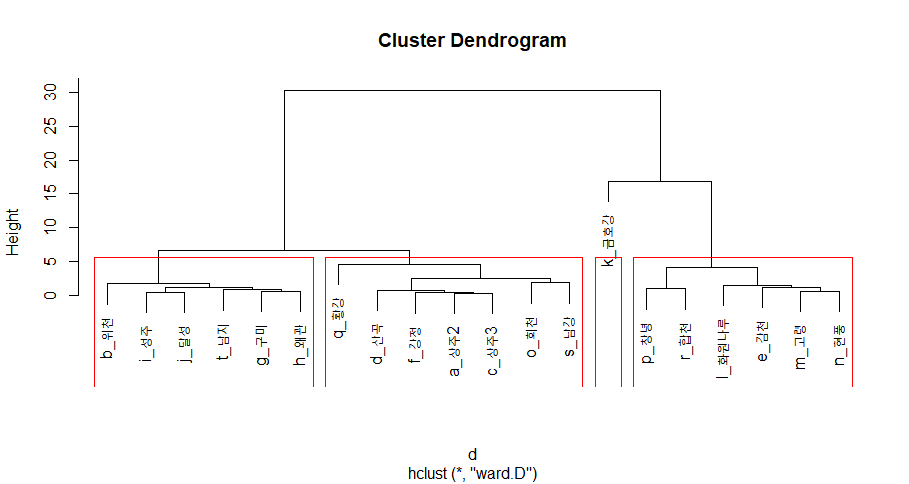 Cluster Dendrogram
Height
30
25
20
15
10
5
0
b_위천
i_성주
j_달성
t_남지
g_구미
h_왜관
q_황강
d_산곡
f_강정
a_상주2
c_상주3
o_회천
s_남강
k_금호강
p_창녕
r_합천
l_화원나루
e_감천
m_고령
n_현풍
d
hclust (*, "ward.D")